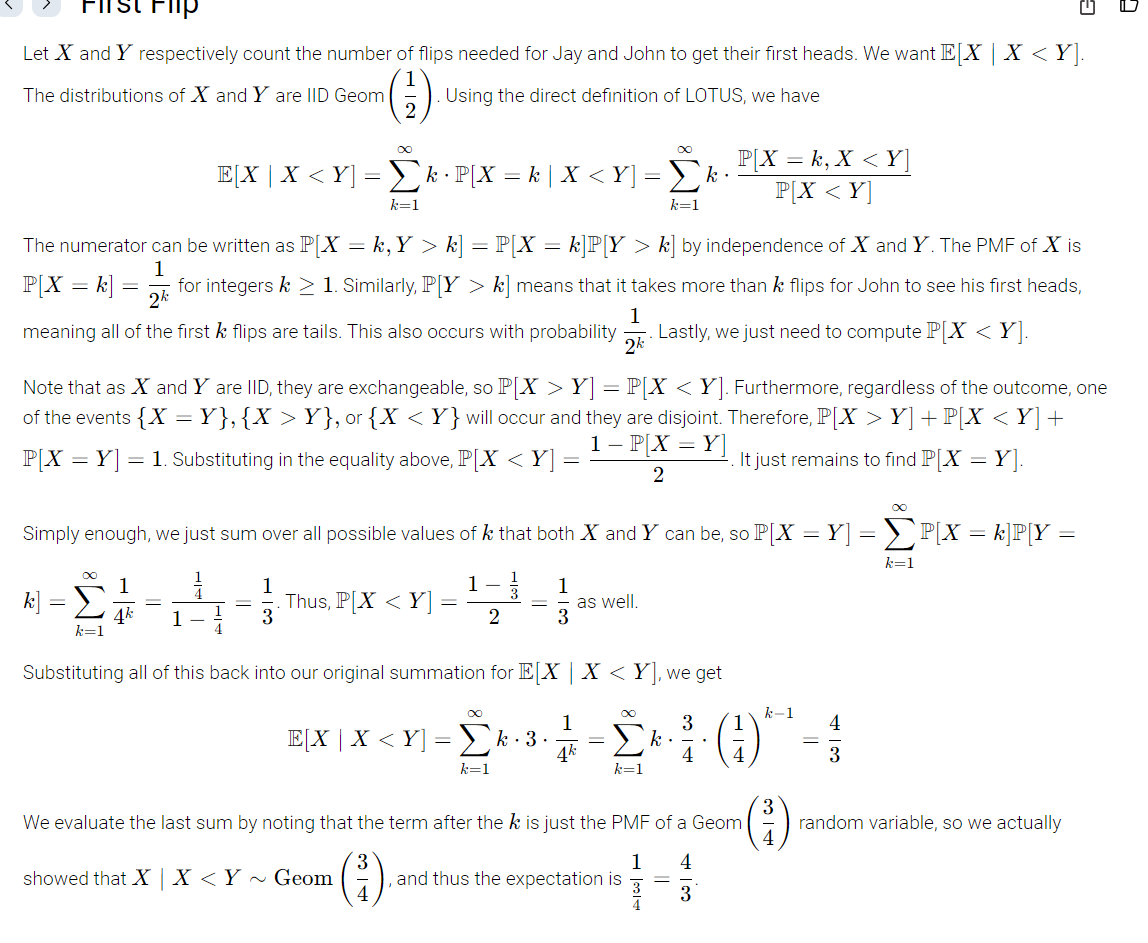 First Flip
Let X and Y respectively count the number of flips needed for Jay and John to get their first heads. We want 𝔼[X | X < Y].
The distributions of X and Y are IID Geom(1/2). Using the direct definition of LOTUS, we have
𝔼[X | X < Y] = ∑_{k=1}^{∞} k · ℙ[X = k | X < Y] = ∑_{k=1}^{∞} k · ℙ[X = k, X < Y] / ℙ[X < Y]
The numerator can be written as ℙ[X = k, Y > k] = ℙ[X = k]ℙ[Y > k] by independence of X and Y. The PMF of X is
ℙ[X = k] = 1/2^k for integers k ≥ 1. Similarly, ℙ[Y > k] means that it takes more than k flips for John to see his first heads,
meaning all of the first k flips are tails. This also occurs with probability 1/2^k. Lastly, we just need to compute ℙ[X < Y].
Note that as X and Y are IID, they are exchangeable, so ℙ[X > Y] = ℙ[X < Y]. Furthermore, regardless of the outcome, one
of the events {X = Y}, {X > Y}, or {X < Y} will occur and they are disjoint. Therefore, ℙ[X > Y] + ℙ[X < Y] +
ℙ[X = Y] = 1. Substituting in the equality above, ℙ[X < Y] = (1 − ℙ[X = Y])/2. It just remains to find ℙ[X = Y].
Simply enough, we just sum over all possible values of k that both X and Y can be, so ℙ[X = Y] = ∑_{k=1}^{∞} ℙ[X = k]ℙ[Y =
k] = ∑_{k=1}^{∞} 1/4^k = (1/4)/(1 − 1/4) = 1/3. Thus, ℙ[X < Y] = (1 − 1/3)/2 = 1/3 as well.
Substituting all of this back into our original summation for 𝔼[X | X < Y], we get
𝔼[X | X < Y] = ∑_{k=1}^{∞} k · 3 · 1/4^k = ∑_{k=1}^{∞} k · 3/4 · (1/4)^{k−1} = 4/3
We evaluate the last sum by noting that the term after the k is just the PMF of a Geom(3/4) random variable, so we actually
showed that X | X < Y ∼ Geom(3/4), and thus the expectation is 1/(3/4) = 4/3.